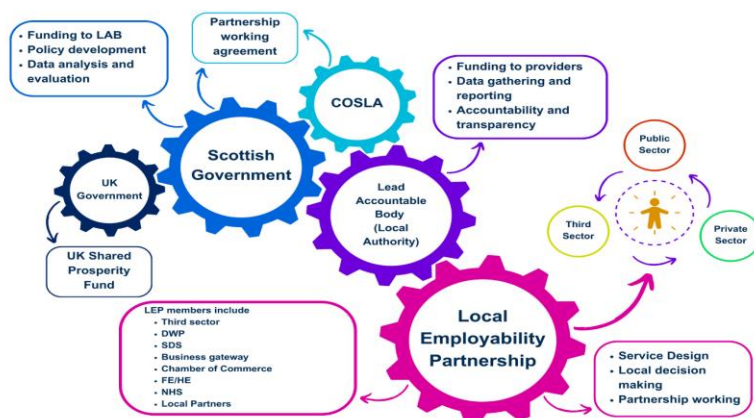 • Funding to LAB
• Policy development
• Data analysis and
evaluation
Partnership
working
agreement
COSLA
• Funding to providers
• Data gathering and
reporting
• Accountability and
transparency
Scottish
Government
UK
Government
UK Shared
Prosperity
Fund
Lead
Accountable
Body
(Local
Authority)
Public
Sector
Third
Sector
Private
Sector
LEP members include
• Third sector
• DWP
• SDS
• Business gateway
• Chamber of Commerce
• FE/HE
• NHS
• Local Partners
Local
Employability
Partnership
• Service Design
• Local decision
making
• Partnership working